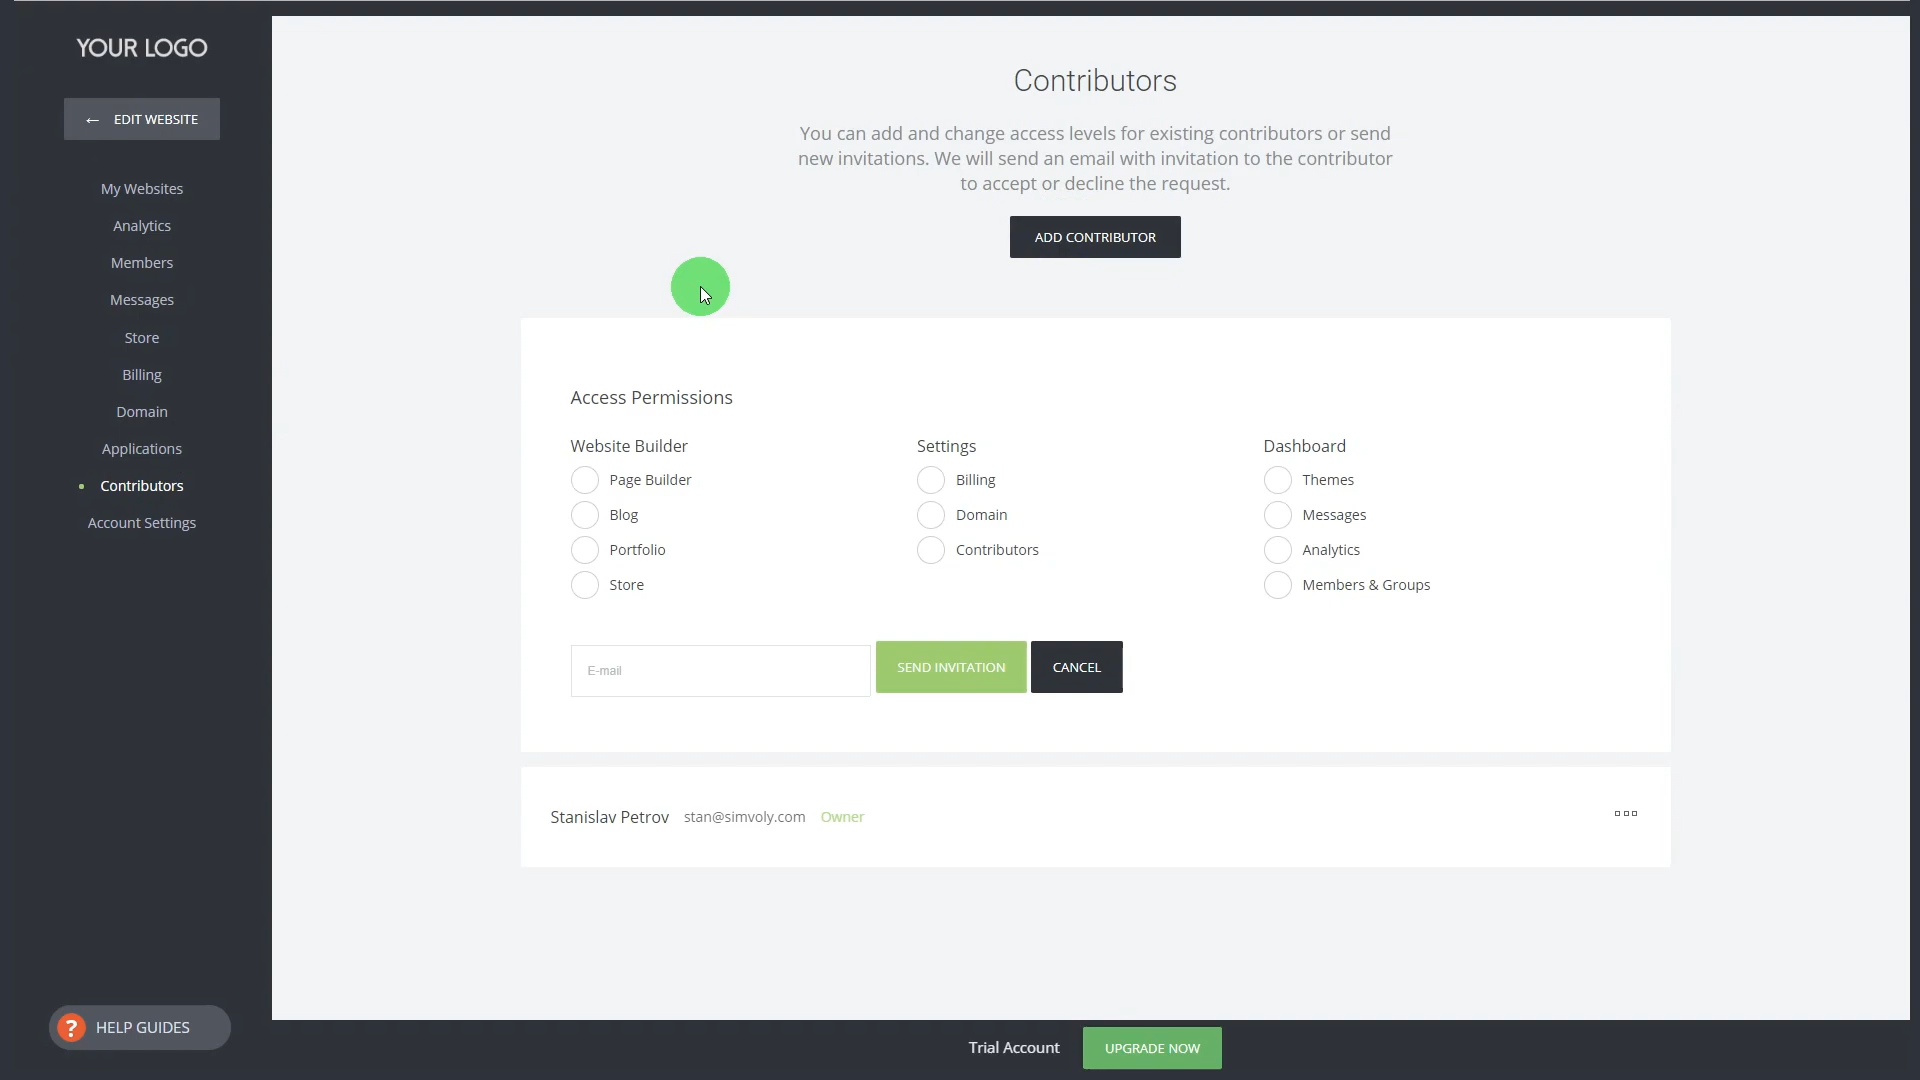 YOUR LOGO
← EDIT WEBSITE
My Websites
Analytics
Members
Messages
Store
Billing
Domain
Applications
Contributors
Account Settings
? HELP GUIDES
Contributors
You can add and change access levels for existing contributors or send
new invitations. We will send an email with invitation to the contributor
to accept or decline the request.
ADD CONTRIBUTOR
Access Permissions
Website Builder
Page Builder
Blog
Portfolio
Store
Settings
Billing
Domain
Contributors
Dashboard
Themes
Messages
Analytics
Members & Groups
E-mail
SEND INVITATION
CANCEL
Stanislav Petrov stan@simvoly.com Owner
Trial Account
UPGRADE NOW